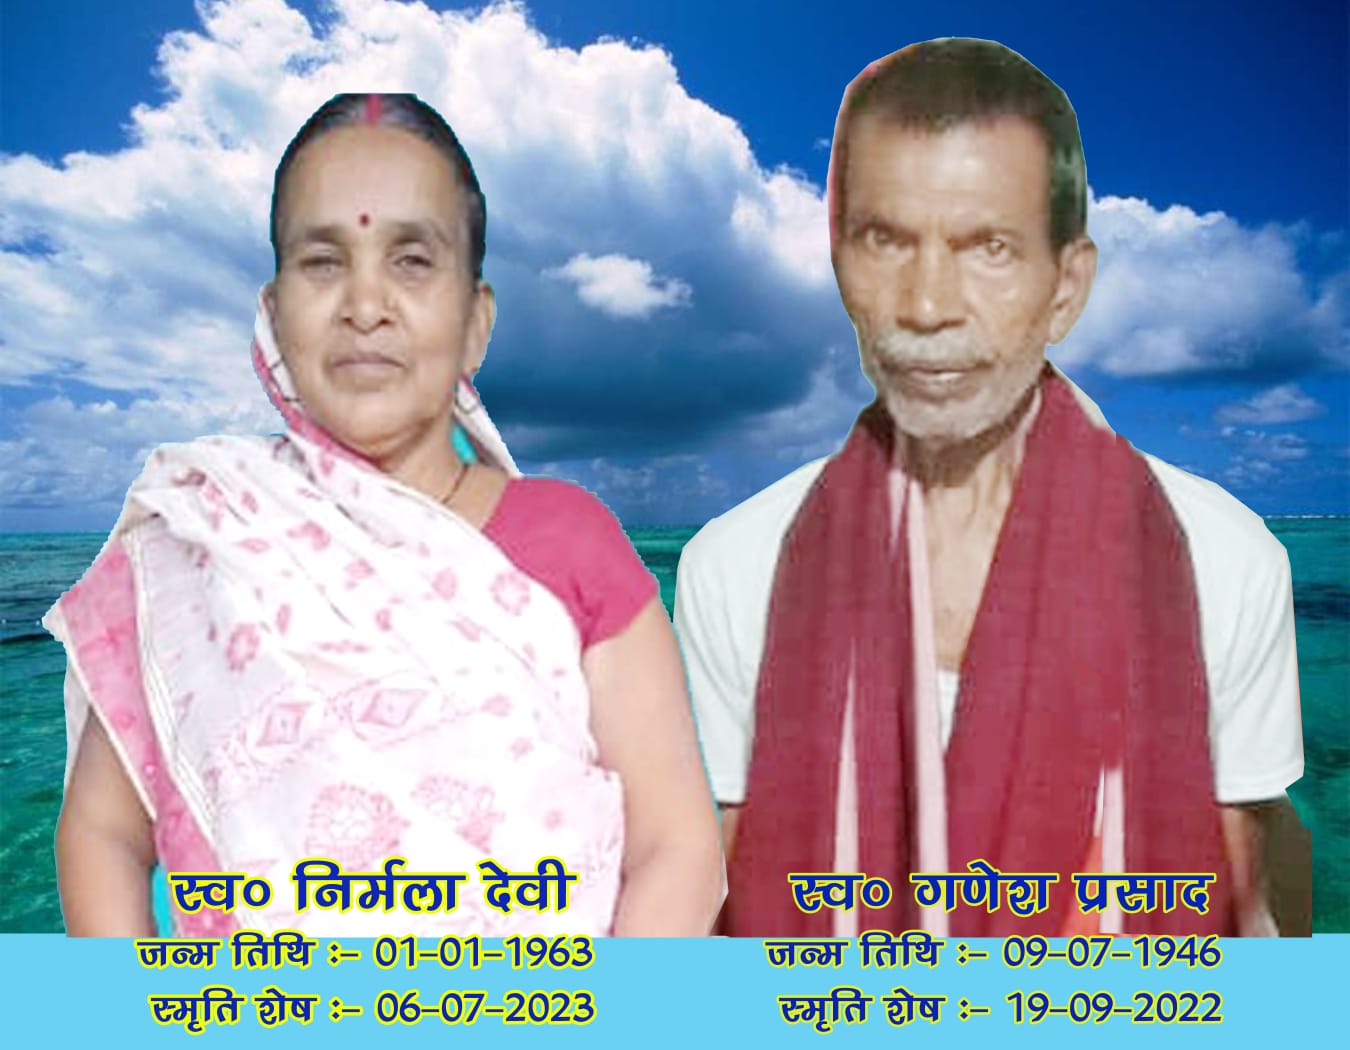 स्व० निर्मला देवी
जन्म तिथि :– 01–01–1963
स्मृति शेष :– 06–07–2023
स्व० गणेश प्रसाद
जन्म तिथि :– 09–07–1946
स्मृति शेष :– 19–09–2022